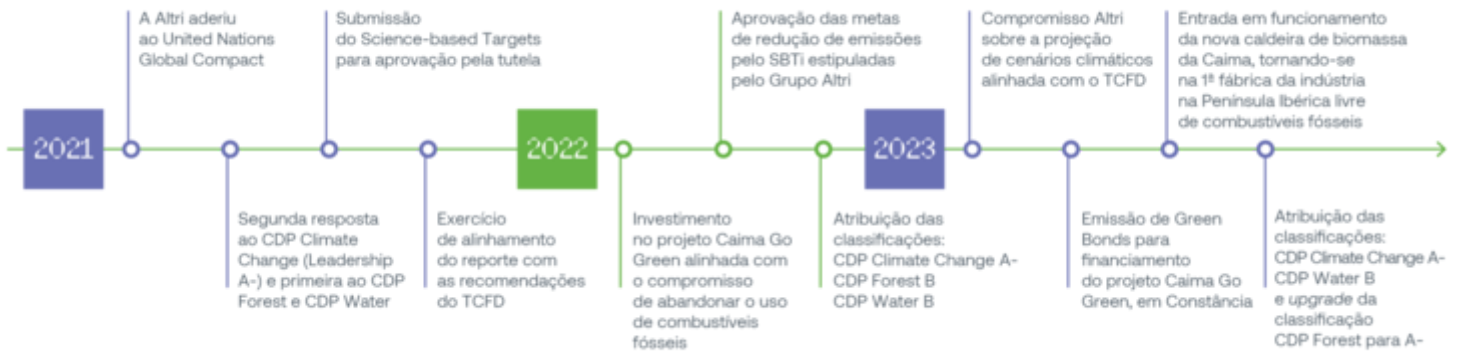 2021
A Altri aderiu
ao United Nations
Global Compact
Segunda resposta
ao CDP Climate
Change (Leadership
A-) e primeira ao CDP
Forest e CDP Water
Submissão
do Science-based Targets
para aprovação pela tutela
Exercício
de alinhamento
do reporte com
as recomendações
do TCFD
2022
Investimento
no projeto Caima Go
Green alinhada com
o compromisso
de abandonar o uso
de combustíveis
fósseis
Aprovação das metas
de redução de emissões
pelo SBTi estipuladas
pelo Grupo Altri
Atribuição das
classificações:
CDP Climate Change A-
CDP Forest B
CDP Water B
2023
Compromisso Altri
sobre a projeção
de cenários climáticos
alinhada com o TCFD
Emissão de Green
Bonds para
financiamento
do projeto Caima Go
Green, em Constância
Entrada em funcionamento
da nova caldeira de biomassa
da Caima, tornando-se
na 1ª fábrica da indústria
na Península Ibérica livre
de combustíveis fósseis
Atribuição das
classificações:
CDP Climate Change A-
CDP Water B
e upgrade da
classificação
CDP Forest para A-